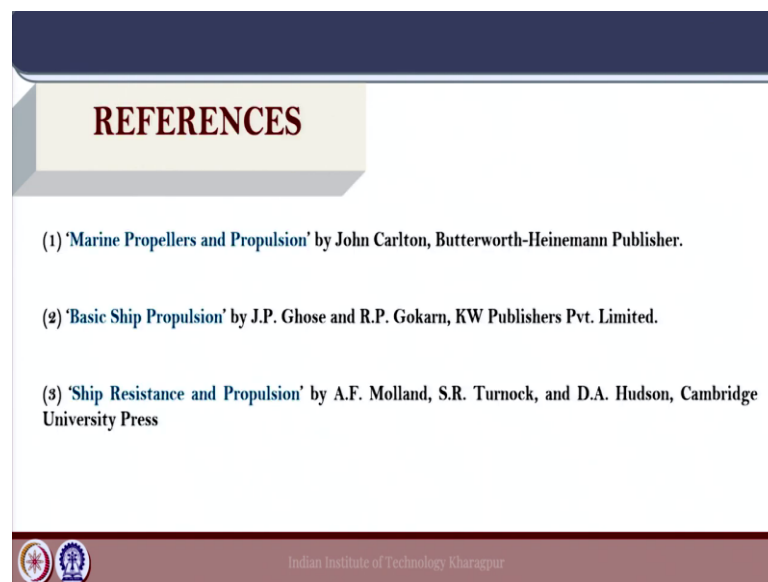 REFERENCES
(1) ‘Marine Propellers and Propulsion’ by John Carlton, Butterworth-Heinemann Publisher.
(2) ‘Basic Ship Propulsion’ by J.P. Ghose and R.P. Gokarn, KW Publishers Pvt. Limited.
(3) ‘Ship Resistance and Propulsion’ by A.F. Molland, S.R. Turnock, and D.A. Hudson, Cambridge
University Press
Indian Institute of Technology Kharagpur